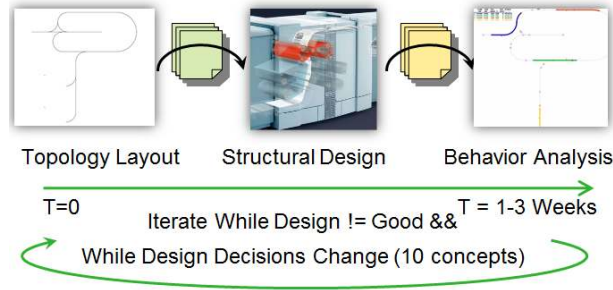 Topology Layout
Structural Design
Behavior Analysis
T=0
T = 1-3 Weeks
Iterate While Design != Good &&
While Design Decisions Change (10 concepts)